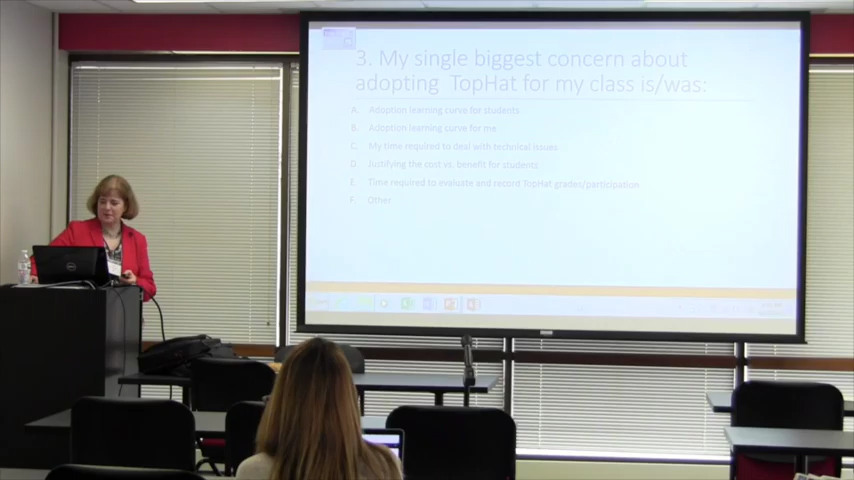 3. My single biggest concern about
adopting TopHat for my class is/was:
A. Adoption learning curve for students
B. Adoption learning curve for me
C. My time required to deal with technical issues
D. Justifying the cost vs. benefit for students
E. Time required to evaluate and record TopHat grades/participation
F. Other